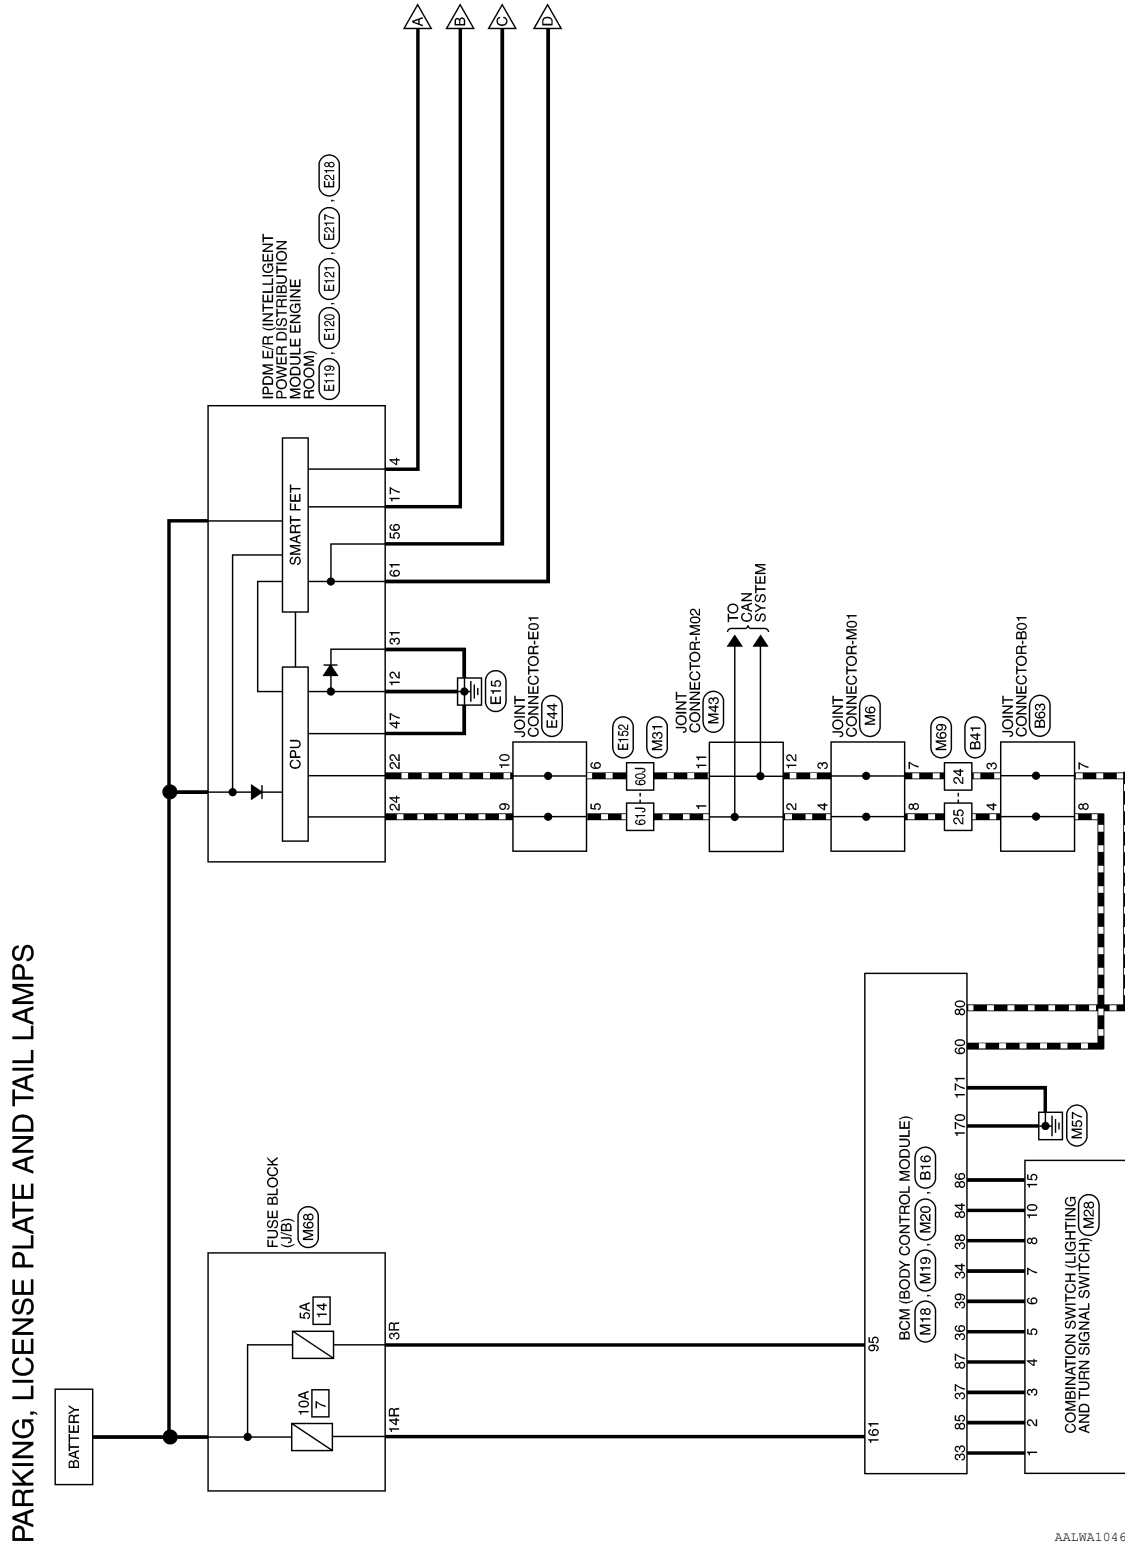 PARKING, LICENSE PLATE AND TAIL LAMPS
BATTERY
FUSE BLOCK
(J/B)
M68
10A
7
5A
14
14R
3R
IPDM E/R (INTELLIGENT
POWER DISTRIBUTION
MODULE ENGINE
ROOM)
E119 , E120 , E121 , E217 , E218
CPU
SMART FET
24
22
47
12
31
61
56
17
4
A
B
C
D
E15
JOINT
CONNECTOR-E01
E44
9
10
5
6
61J
60J
E152
M31
JOINT
CONNECTOR-M02
M43
1
11
2
12
TO
CAN
SYSTEM
JOINT
CONNECTOR-M01
M6
4
3
8
7
25
24
M69
B41
JOINT
CONNECTOR-B01
B63
4
3
8
7
161
95
BCM (BODY CONTROL MODULE)
M18 , M19 , M20 , B16
33
85
37
87
36
39
34
38
84
86
170
171
60
80
M57
1
2
3
4
5
6
7
8
10
15
COMBINATION SWITCH (LIGHTING
AND TURN SIGNAL SWITCH)
M28
AALWA1046